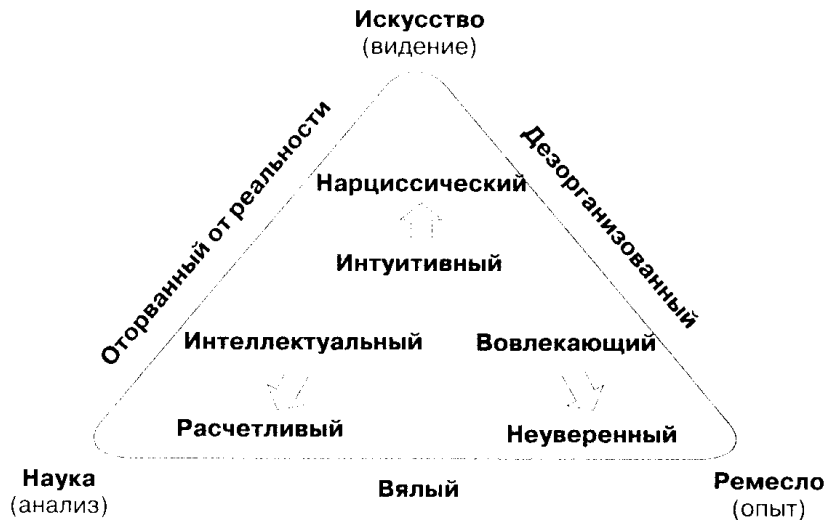 Искусство
(видение)
Оторванный от реальности
Дезорганизованный
Нарциссический
Интуитивный
Интеллектуальный
Вовлекающий
Расчетливый
Неуверенный
Наука
(анализ)
Вялый
Ремесло
(опыт)